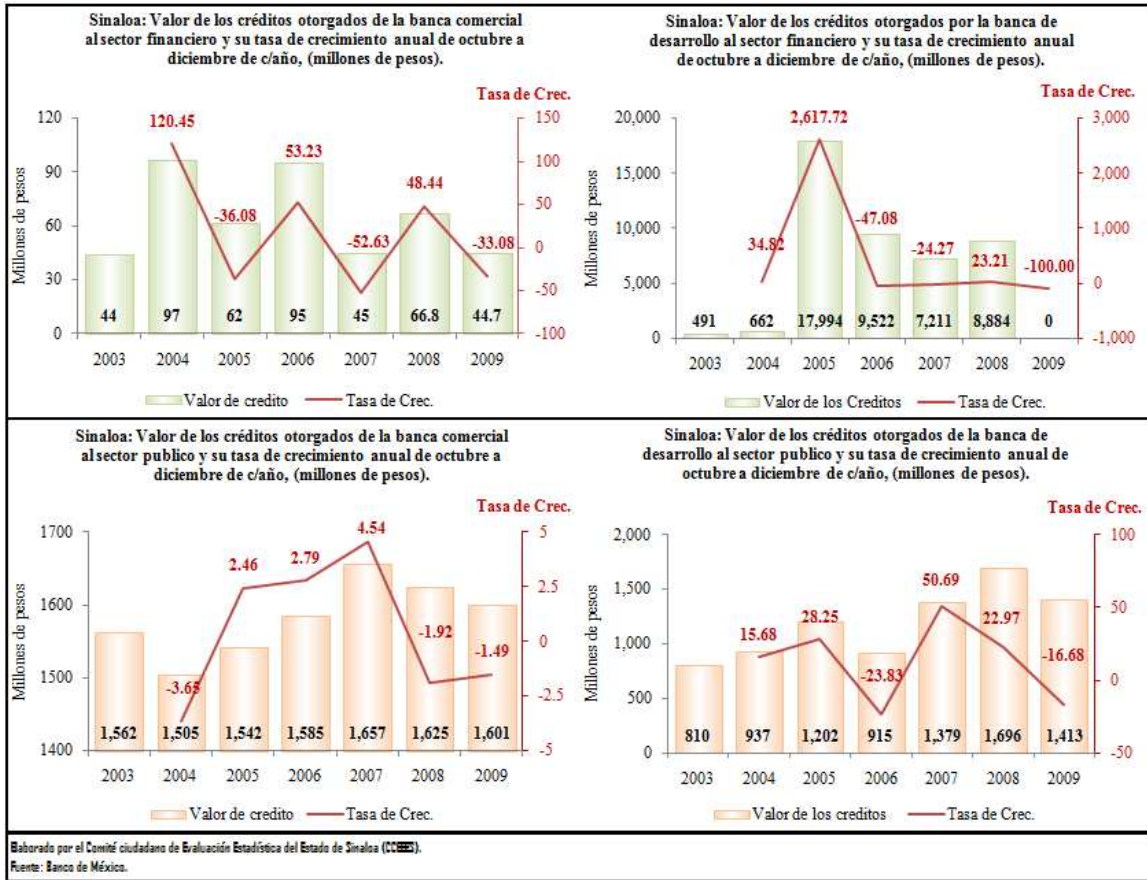 Sinaloa: Valor de los créditos otorgados de la banca comercial
al sector financiero y su tasa de crecimiento anual de octubre a
diciembre de c/año, (millones de pesos).
Tasa de Crec.
Millones de pesos
120
90
60
30
0
150
100
50
0
-50
-100
120.45
-36.08
53.23
-52.63
48.44
-33.08
44 97 62 95 45 66.8 44.7
2003 2004 2005 2006 2007 2008 2009
Valor de credito Tasa de Crec.
Sinaloa: Valor de los créditos otorgados por la banca de
desarrollo al sector financiero y su tasa de crecimiento anual
de octubre a diciembre de c/año, (millones de pesos).
Tasa de Crec.
Millones de pesos
20,000
15,000
10,000
5,000
0
3,000
2,000
1,000
0
-1,000
34.82
2,617.72
-47.08
-24.27
23.21
-100.00
491 662 17,994 9,522 7,211 8,884 0
2003 2004 2005 2006 2007 2008 2009
Valor de los Creditos Tasa de Crec.
Sinaloa: Valor de los créditos otorgados de la banca comercial
al sector publico y su tasa de crecimiento anual de octubre a
diciembre de c/año, (millones de pesos).
Tasa de Crec.
Millones de pesos
1700
1600
1500
1400
5
2.5
0
-2.5
-5
-3.65
2.46
2.79
4.54
-1.92
-1.49
1,562 1,505 1,542 1,585 1,657 1,625 1,601
2003 2004 2005 2006 2007 2008 2009
Valor de credito Tasa de Crec.
Sinaloa: Valor de los créditos otorgados de la banca de
desarrollo al sector publico y su tasa de crecimiento anual de
octubre a diciembre de c/año, (millones de pesos).
Tasa de Crec.
Millones de pesos
2,000
1,500
1,000
500
0
100
50
0
-50
15.68
28.25
-23.83
50.69
22.97
-16.68
810 937 1,202 915 1,379 1,696 1,413
2003 2004 2005 2006 2007 2008 2009
Valor de los creditos Tasa de Crec.
Elaborado por el Comité ciudadano de Evaluación Estadística del Estado de Sinaloa
Fuente: Banco de México.